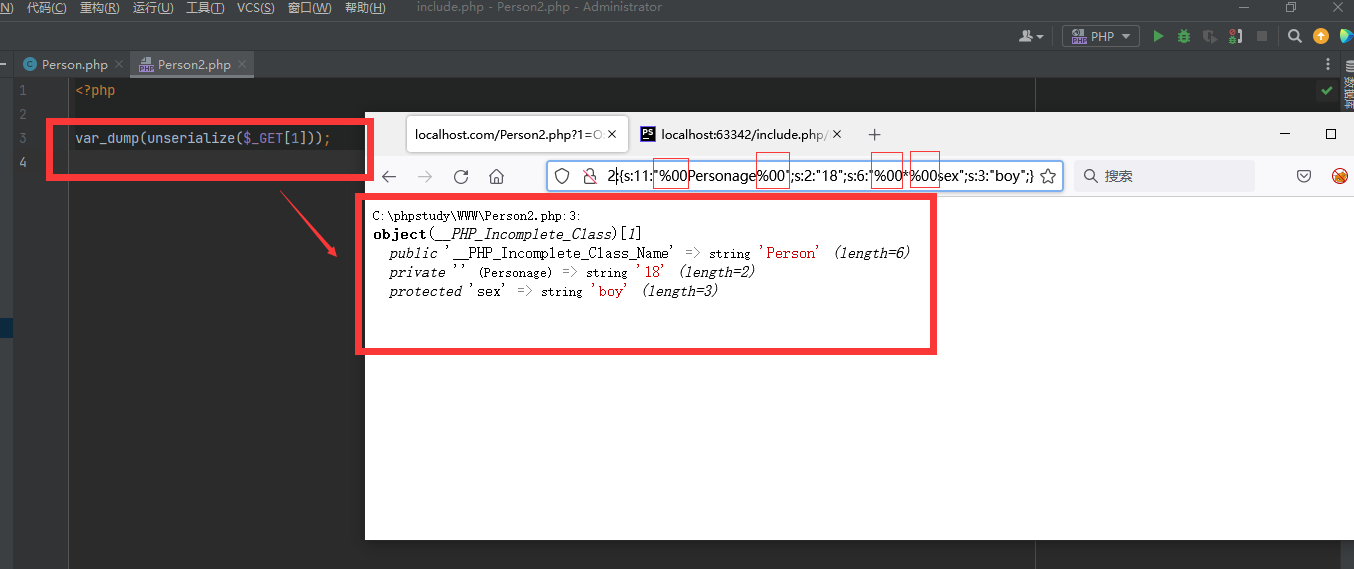 N) 代码(C) 重构(R) 运行(U) 工具(T) VCS(S) 窗口(W) 帮助(H) include.php - Person2.php - Administrator
PHP
Person.php Person2.php
1 <?php
2
3 var_dump(unserialize($_GET[1]));
4
数据库
localhost.com/Person2.php?1=O: localhost:63342/include.php/
2:{s:11:"%00Personage%00";s:2:"18";s:6:"%00*%00sex";s:3:"boy";} 搜索
C:\phpstudy\WWW\Person2.php:3:
object(__PHP_Incomplete_Class)[1]
public '__PHP_Incomplete_Class_Name' => string 'Person' (length=6)
private '' (Personage) => string '18' (length=2)
protected 'sex' => string 'boy' (length=3)